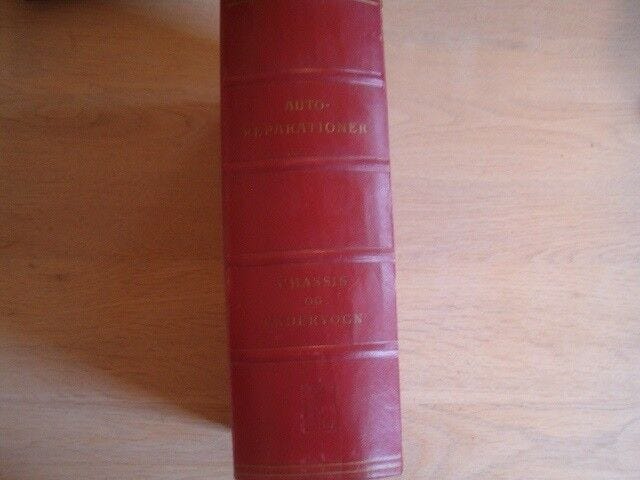 AUTO-
REPARATIONER
CHASSIS
OG
UNDERVOGN